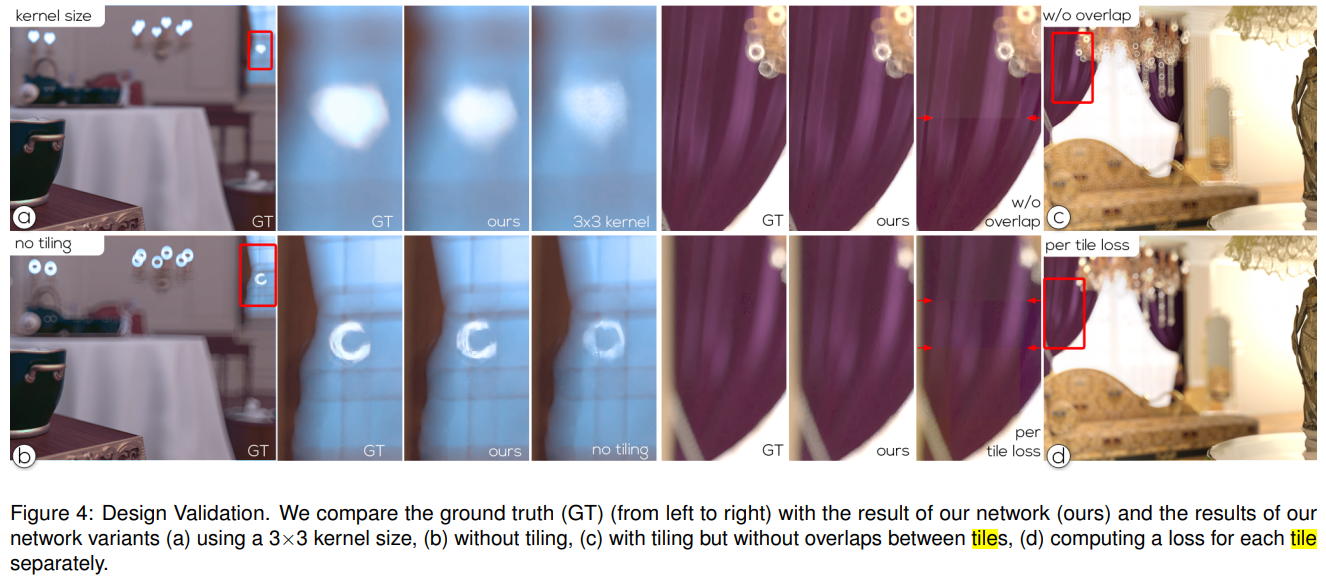 kernel size
a
GT
GT
ours
3x3 kernel
GT
ours
w/o
overlap
w/o overlap
c
no tiling
b
GT
GT
ours
no tiling
GT
ours
per
tile loss
per tile loss
d
Figure 4: Design Validation. We compare the ground truth (GT) (from left to right) with the result of our network (ours) and the results of our
network variants (a) using a 3×3 kernel size, (b) without tiling, (c) with tiling but without overlaps between tiles, (d) computing a loss for each tile
separately.